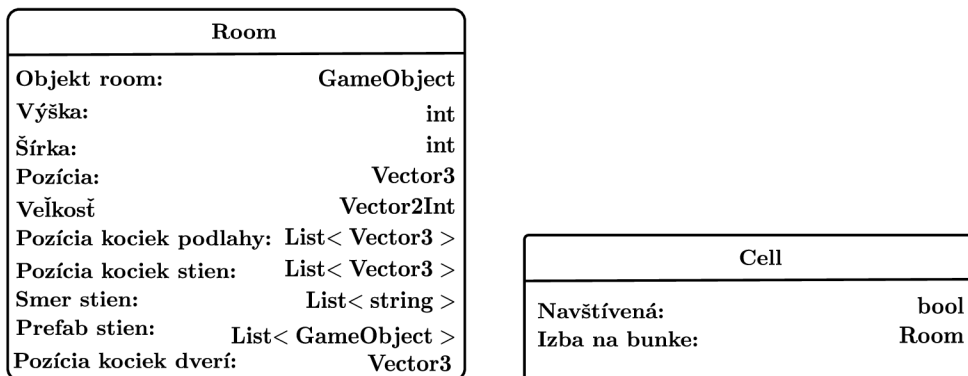 Room
Objekt room: GameObject
Výška: int
Šírka: int
Pozícia: Vector3
Veľkosť Vector2Int
Pozícia kociek podlahy: List< Vector3 >
Pozícia kociek stien: List< Vector3 >
Smer stien: List< string >
Prefab stien: List< GameObject >
Pozícia kociek dverí: Vector3
Cell
Navštívená: bool
Izba na bunke: Room